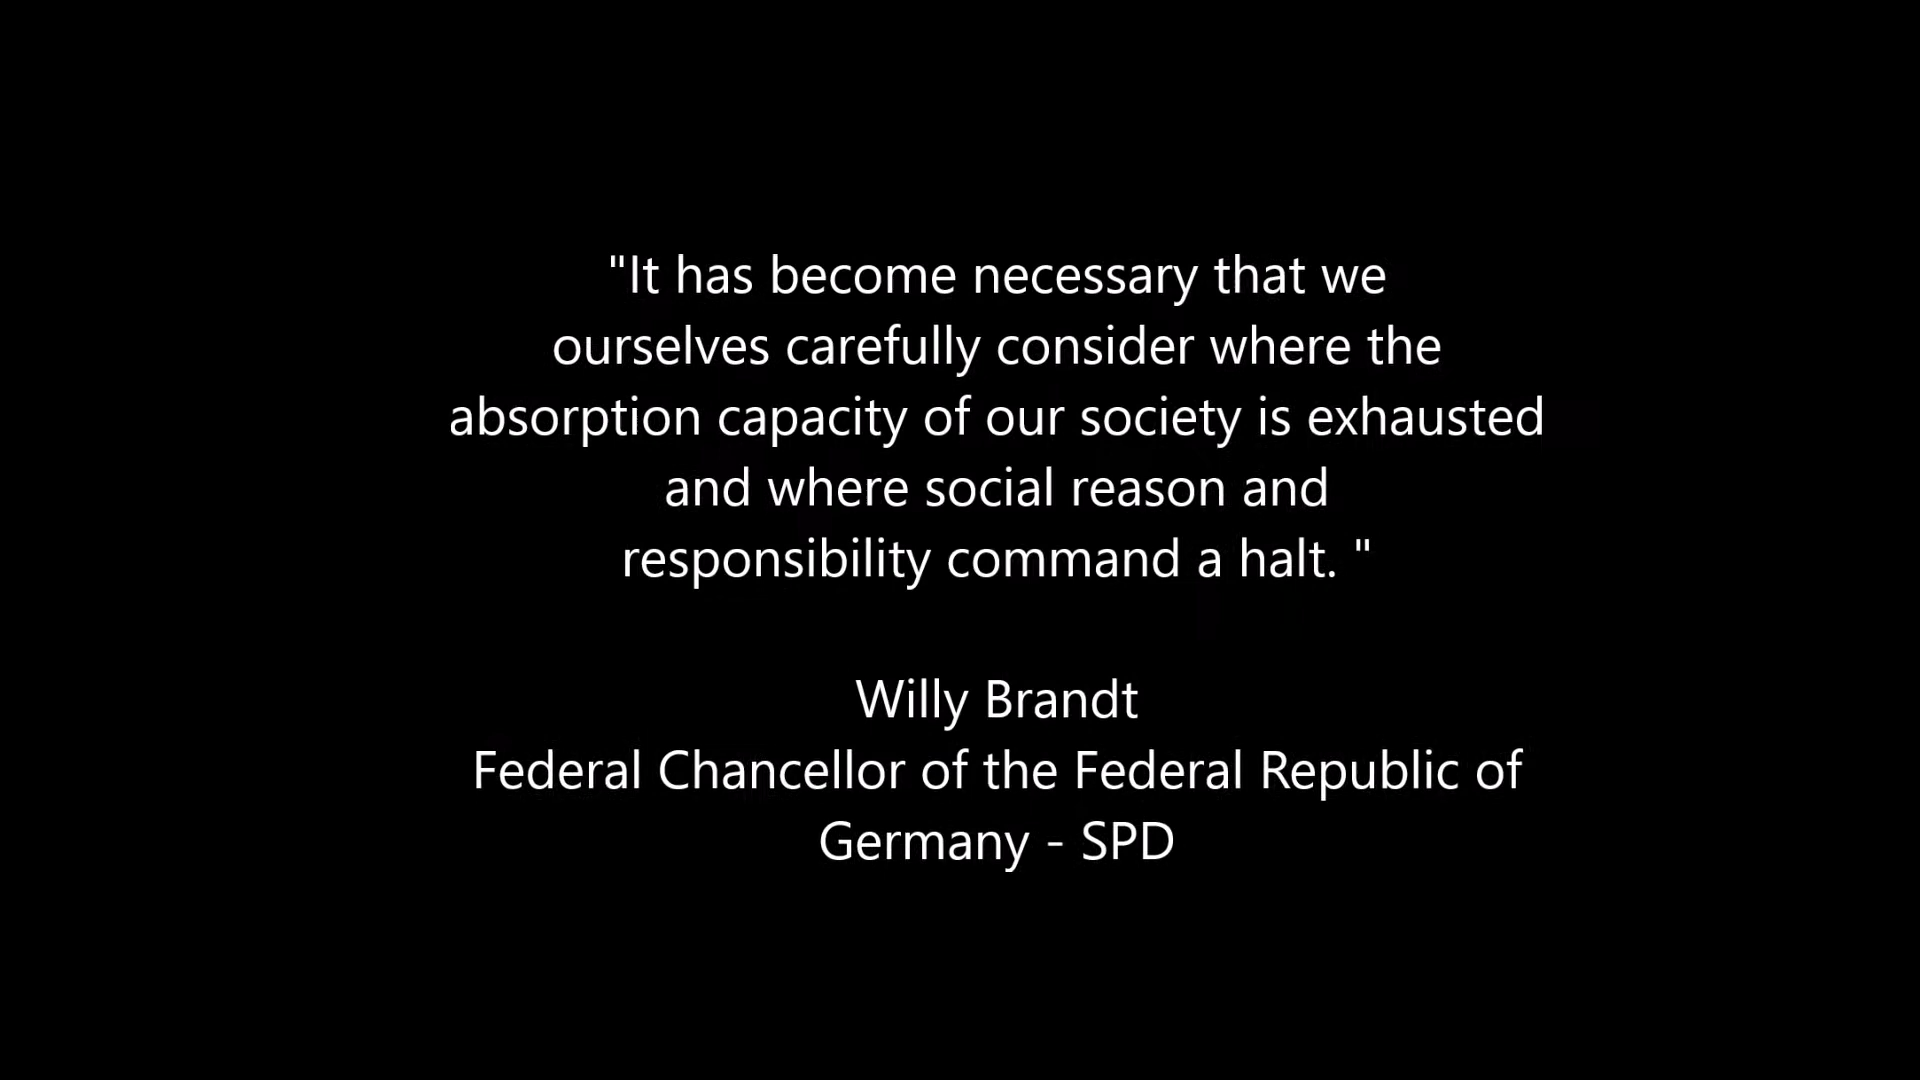 "It has become necessary that we
ourselves carefully consider where the
absorption capacity of our society is exhausted
and where social reason and
responsibility command a halt. "
Willy Brandt
Federal Chancellor of the Federal Republic of
Germany - SPD